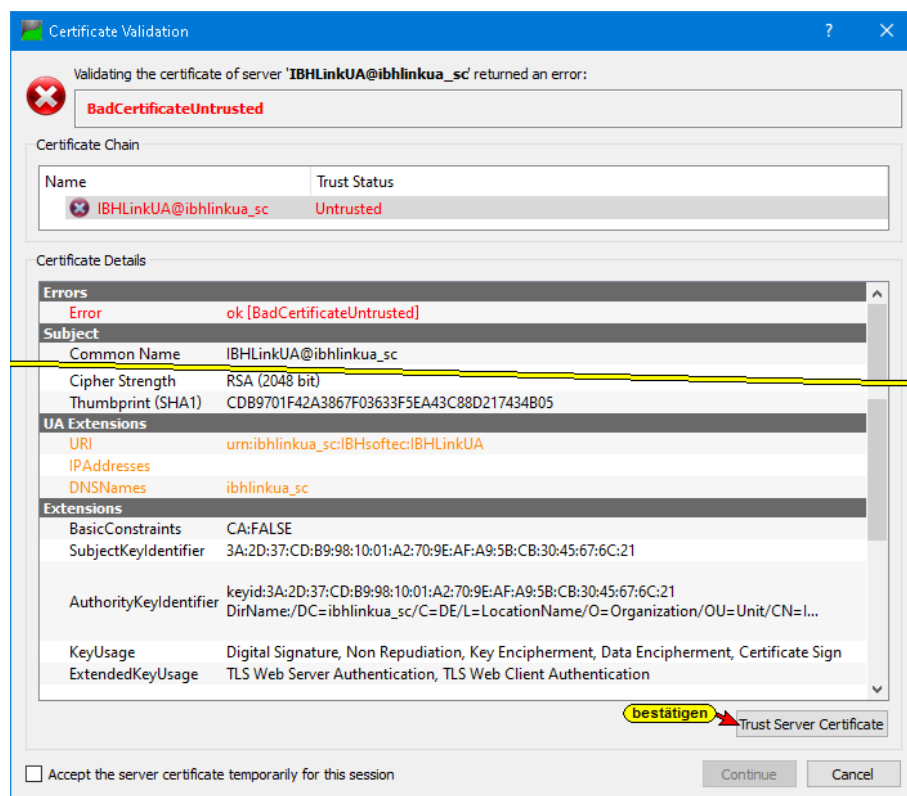 Certificate Validation
Validating the certificate of server 'IBHLinkUA@ibhlinkua_sc' returned an error:
BadCertificateUntrusted
Certificate Chain
Name Trust Status
IBHLinkUA@ibhlinkua_sc Untrusted
Certificate Details
Errors
Error ok [BadCertificateUntrusted]
Subject
Common Name IBHLinkUA@ibhlinkua_sc
Cipher Strength RSA (2048 bit)
Thumbprint (SHA1) CDB9701F42A3867F03633F5EA43C88D217434B05
UA Extensions
URI urn:ibhlinkua_sc:IBHsoftec:IBHLinkUA
IPAddresses
DNSNames ibhlinkua_sc
Extensions
BasicConstraints CA:FALSE
SubjectKeyIdentifier 3A:2D:37:CD:B9:98:10:01:A2:70:9E:AF:A9:5B:CB:30:45:67:6C:21
AuthorityKeyIdentifier keyid:3A:2D:37:CD:B9:98:10:01:A2:70:9E:AF:A9:5B:CB:30:45:67:6C:21
DirName:/DC=ibhlinkua_sc/C=DE/L=LocationName/O=Organization/OU=Unit/CN=I...
KeyUsage Digital Signature, Non Repudiation, Key Encipherment, Data Encipherment, Certificate Sign
ExtendedKeyUsage TLS Web Server Authentication, TLS Web Client Authentication
bestätigen
Trust Server Certificate
Accept the server certificate temporarily for this session
Continue Cancel